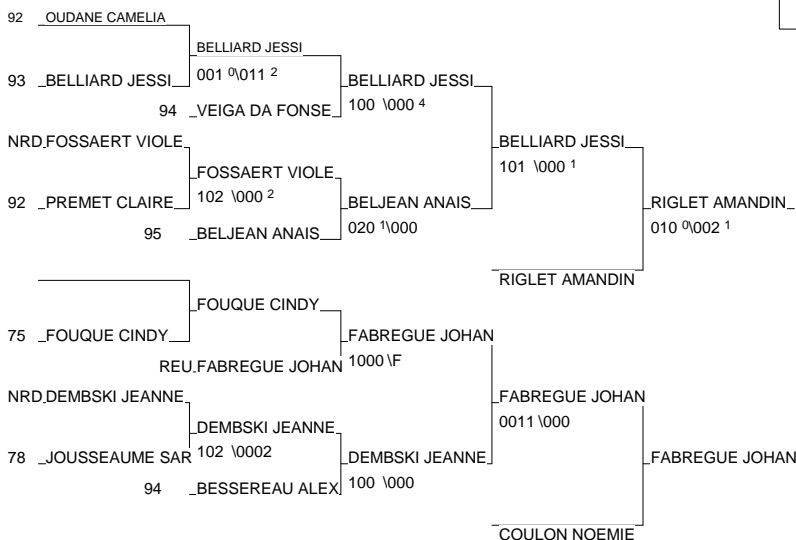 92 OUDANE CAMELIA
BELLIARD JESSI
93 BELLIARD JESSI 001 0\011 2 BELLIARD JESSI
94 VEIGA DA FONSE 100 \000 4
NRD FOSSAERT VIOLE BELLIARD JESSI
FOSSAERT VIOLE 101 \000 1
92 PREMET CLAIRE 102 \000 2 BELJEAN ANAIS RIGLET AMANDIN
95 BELJEAN ANAIS 020 1\000 010 0\002 1
RIGLET AMANDIN
FOUQUE CINDY
75 FOUQUE CINDY FABREGUE JOHAN
REU FABREGUE JOHAN 1000 \F
NRD DEMBSKI JEANNE FABREGUE JOHAN
DEMBSKI JEANNE 0011 \000
78 JOUSSEAUME SAR 102 \0002 DEMBSKI JEANNE FABREGUE JOHAN
94 BESSEREAU ALEX 100 \000
COULON NOEMIE